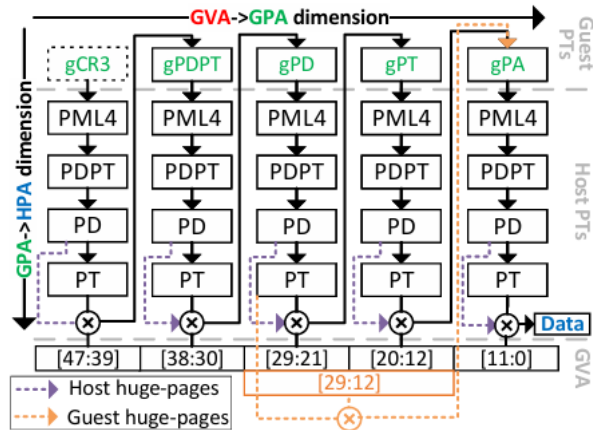 GVA->GPA dimension
Guest PTs
gCR3 gPDPT gPD gPT gPA
GPA->HPA dimension
PML4 PML4 PML4 PML4 PML4
PDPT PDPT PDPT PDPT PDPT
Host PTs
PD PD PD PD PD
PT PT PT PT PT
Data
[47:39] [38:30] [29:21] [20:12] [11:0]
GVA
[29:12]
Host huge-pages
Guest huge-pages